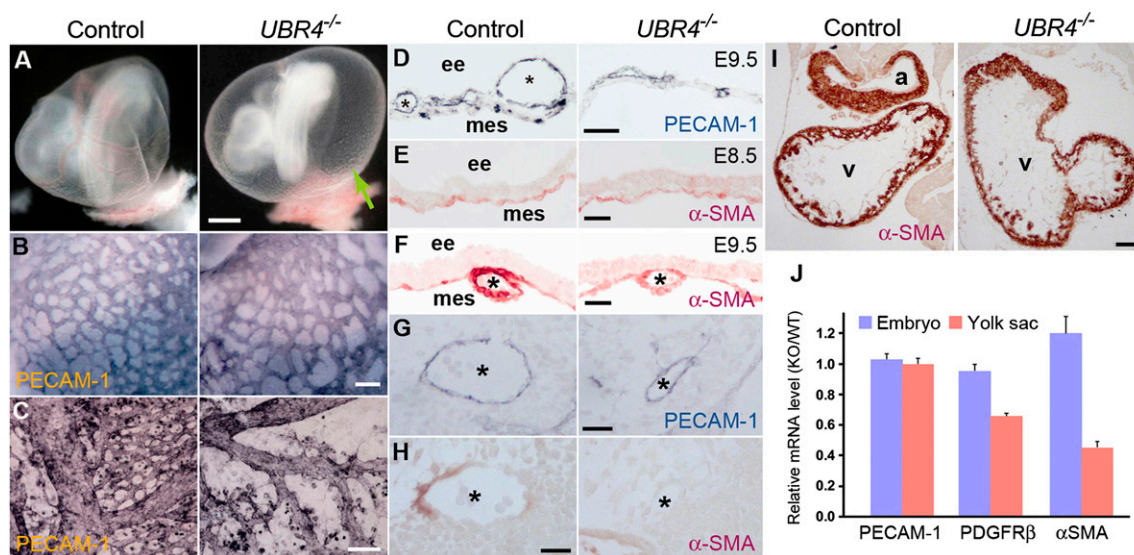 Control UBR4-/- Control UBR4-/- Control UBR4-/-
A
B
PECAM-1
C
PECAM-1
D ee * * mes E9.5
PECAM-1
E ee mes E8.5
α-SMA
F ee * mes * E9.5
α-SMA
G * *
PECAM-1
H * *
α-SMA
I a v v
α-SMA
J
Embryo Yolk sac
Relative mRNA level (KO/WT)
1.2
1.0
0.8
0.6
0.4
0.2
0.0
PECAM-1 PDGFRβ αSMA